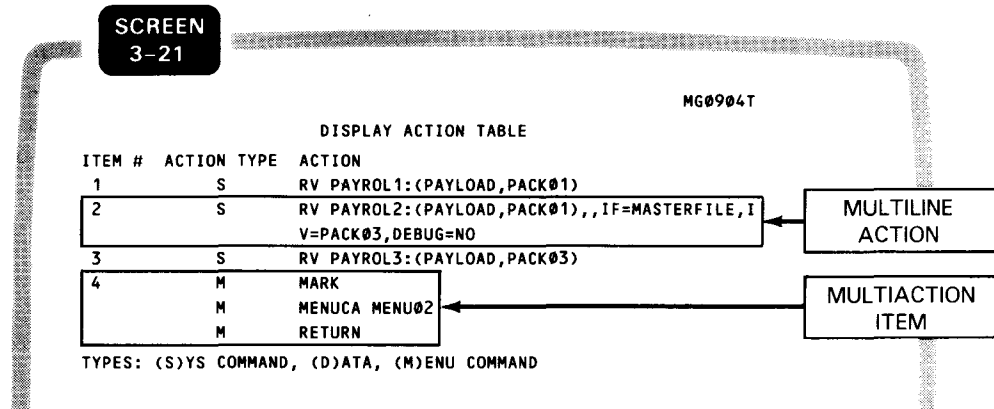 SCREEN
3–21
MG0904T
DISPLAY ACTION TABLE
ITEM # ACTION TYPE ACTION
1 S RV PAYROL1:(PAYLOAD,PACK01)
2 S RV PAYROL2:(PAYLOAD,PACK01),,IF=MASTERFILE,I
V=PACK03,DEBUG=NO
MULTILINE
ACTION
3 S RV PAYROL3:(PAYLOAD,PACK03)
4 M MARK
M MENUCA MENU02
M RETURN
MULTIACTION
ITEM
TYPES: (S)YS COMMAND, (D)ATA, (M)ENU COMMAND